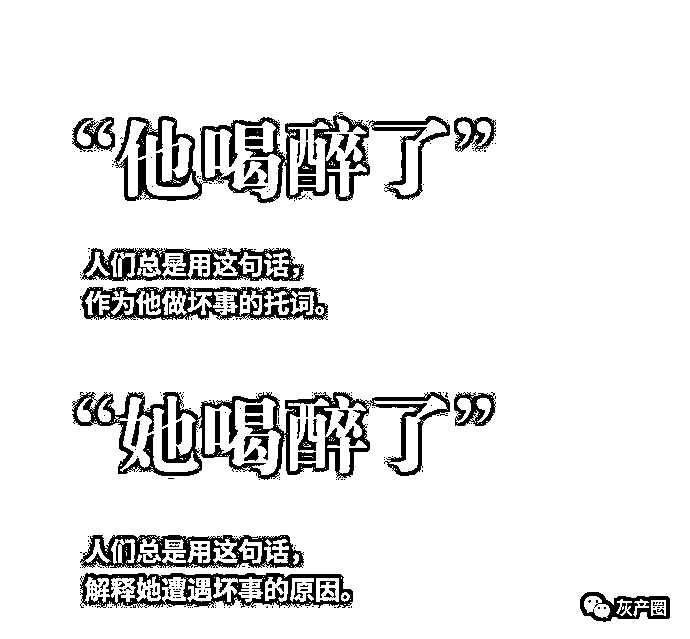 “他喝醉了”
人们总是用这句话，
作为他做坏事的托词。
“她喝醉了”
人们总是用这句话，
解释她遭遇坏事的原因。
灰产圈